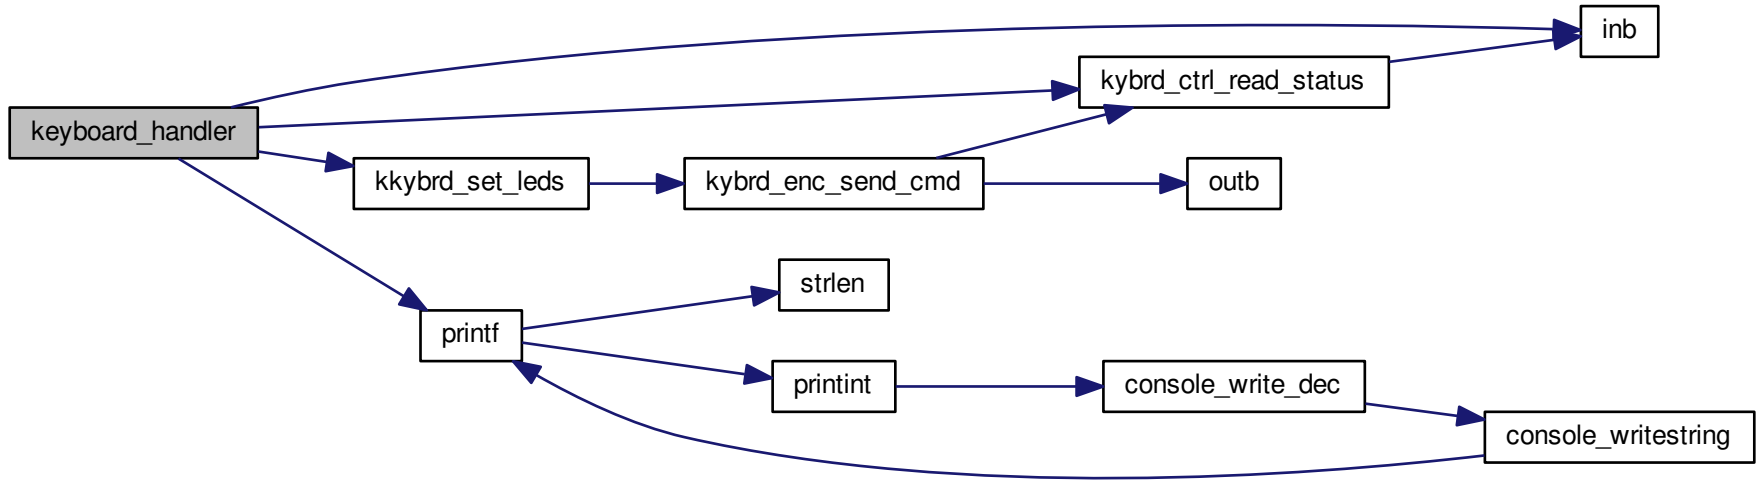 inb
kybrd_ctrl_read_status
keyboard_handler
kkybrd_set_leds
kybrd_enc_send_cmd
outb
strlen
printf
printint
console_write_dec
console_writestring